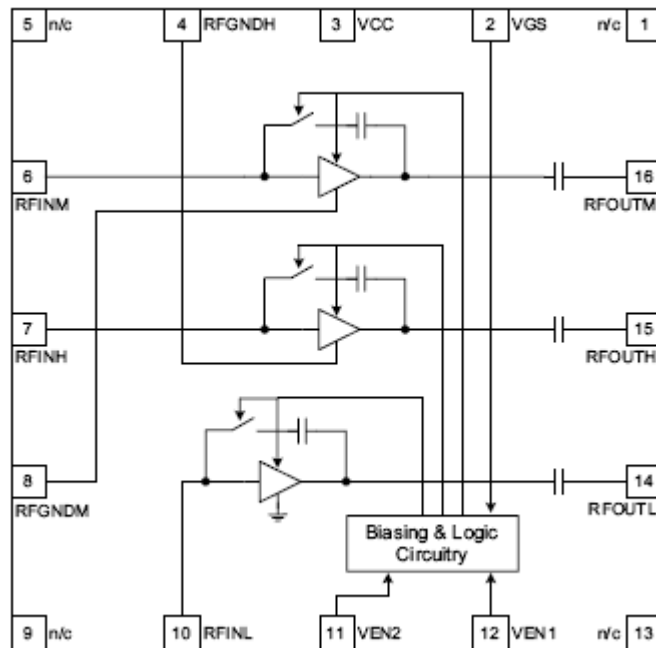 5 n/c 4 RFGNDH 3 VCC 2 VGS n/c 1
6
RFINM
16
RFOUTM
7
RFINH
15
RFOUTH
8
RFGNDM
14
RFOUTL
Biasing & Logic
Circuitry
9 n/c 10 RFINL 11 VEN2 12 VEN1 n/c 13